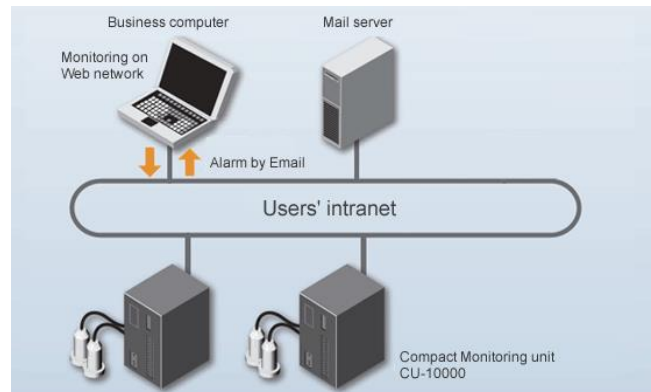 Business computer
Mail server
Monitoring on
Web network
Alarm by Email
Users' intranet
Compact Monitoring unit
CU-10000